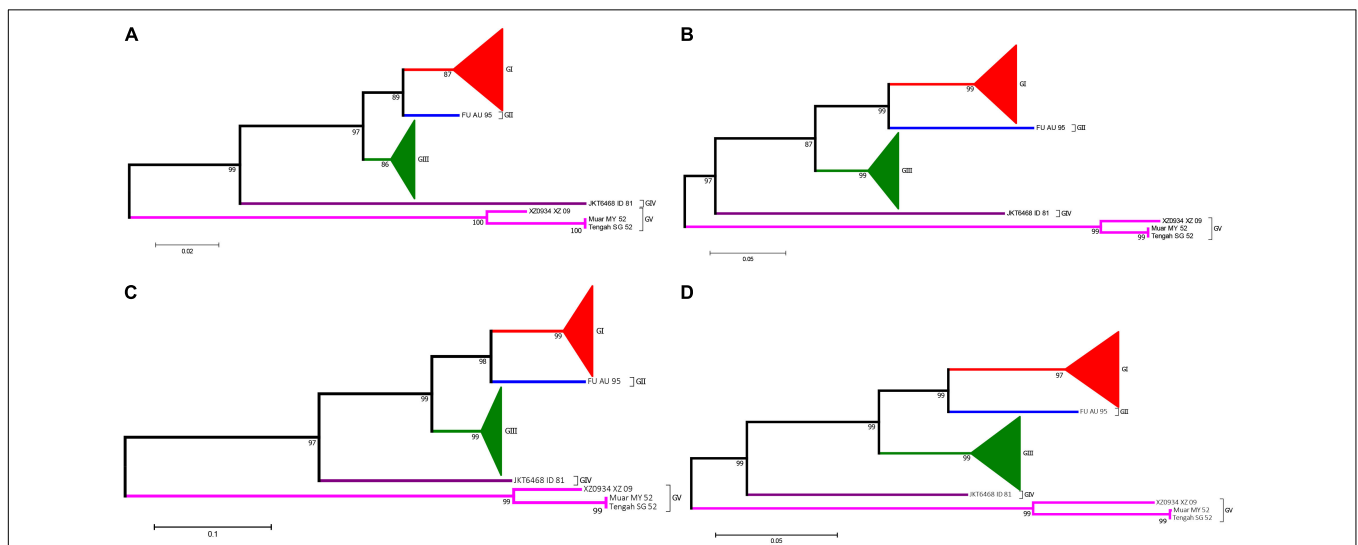 A
87
GI
89
FU AU 95
GII
97
86
GIII
99
JKT6468 ID 81
GIV
XZ0934 XZ 09
100
Muar MY 52
GV
Tengah SG 52
100
0.02
B
99
GI
99
FU AU 95
GII
87
99
GIII
97
JKT6468 ID 81
GIV
XZ0934 XZ 09
99
Muar MY 52
GV
Tengah SG 52
99
0.05
C
99
GI
98
FU AU 95
GII
99
99
GIII
97
JKT6468 ID 81
GIV
XZ0934 XZ 09
99
Muar MY 52
GV
Tengah SG 52
99
0.1
D
97
GI
99
FU AU 95
GII
99
99
GIII
99
JKT6468 ID 81
GIV
XZ0934 XZ 09
99
Muar MY 52
GV
Tengah SG 52
99
0.05